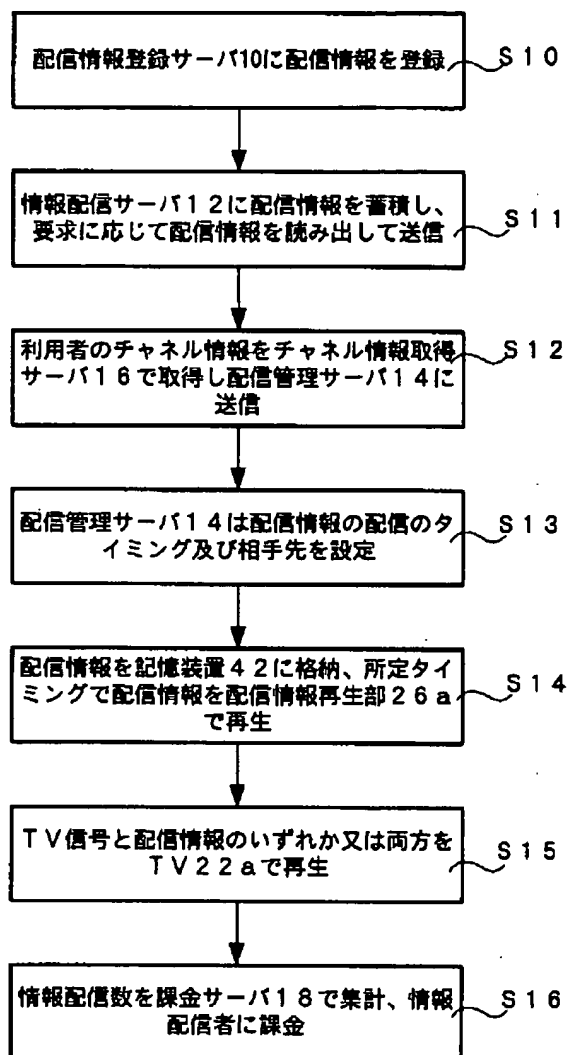 配信情報登録サーバ10に配信情報を登録
S10
情報配信サーバ12に配信情報を蓄積し、
要求に応じて配信情報を読み出して送信
S11
利用者のチャネル情報をチャネル情報取得
サーバ16で取得し配信管理サーバ14に
送信
S12
配信管理サーバ14は配信情報の配信のタ
イミング及び相手先を設定
S13
配信情報を記憶装置42に格納、所定タイ
ミングで配信情報を配信情報再生部26a
で再生
S14
TV信号と配信情報のいずれか又は両方を
TV22aで再生
S15
情報配信数を課金サーバ18で集計、情報
配信者に課金
S16